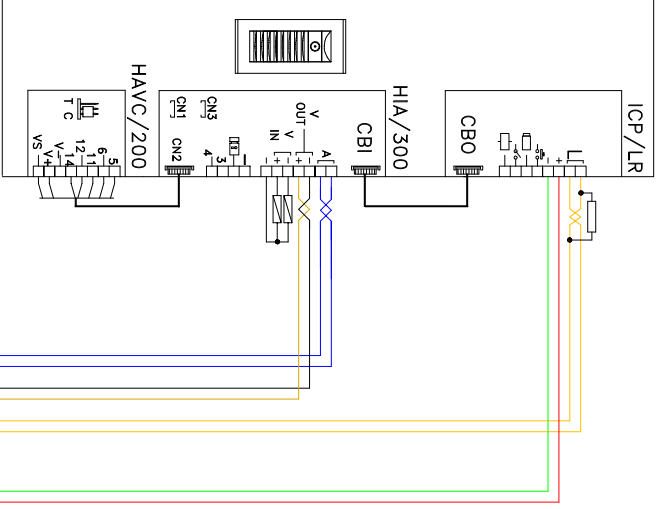 HAVC/200
T C
VS
V+
V-
14
12
11
6
5
CN1
CN3
CN2
4
3
1
HIA/300
V
OUT
V
IN
- + - +
A
CBI
ICP/LR
CBO
- +
L